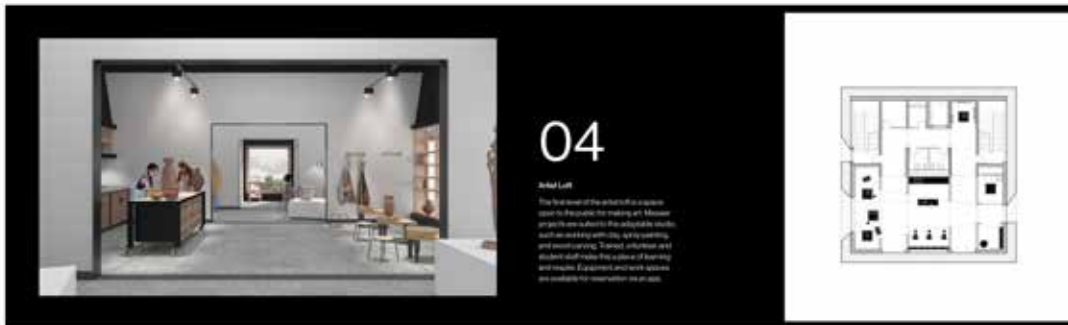 04
Artist Loft
The first level of the artist loft is a space
open to the public for making art. Messier
projects are suited to the adaptable studio,
such as working with clay, spray painting,
and wood carving. Trained, volunteer and
student staff make this a place of learning
and inquire. Equipment and work spaces
are available for reservation via an app.